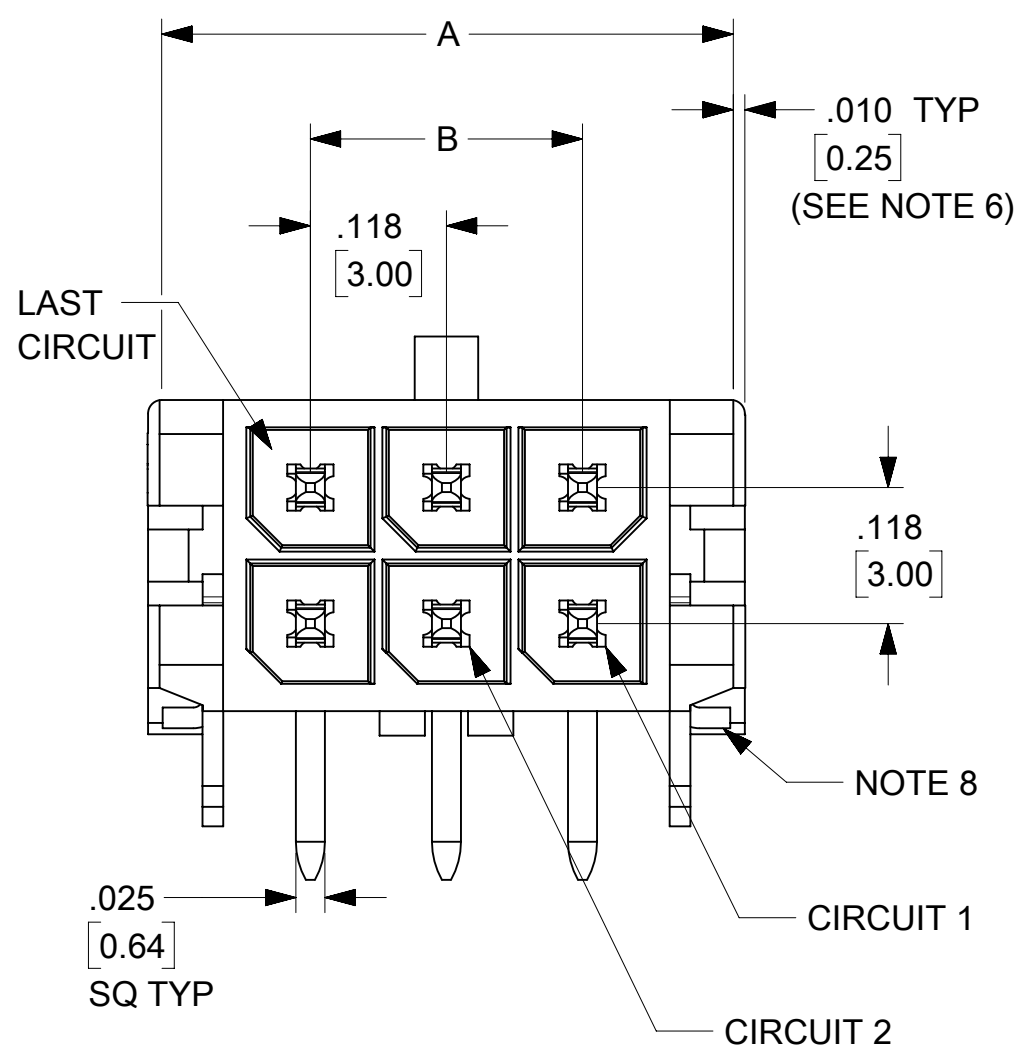 A
.010 TYP
[0.25]
(SEE NOTE 6)
B
.118
[3.00]
LAST
CIRCUIT
.118
[3.00]
NOTE 8
.025
[0.64]
SQ TYP
CIRCUIT 1
CIRCUIT 2